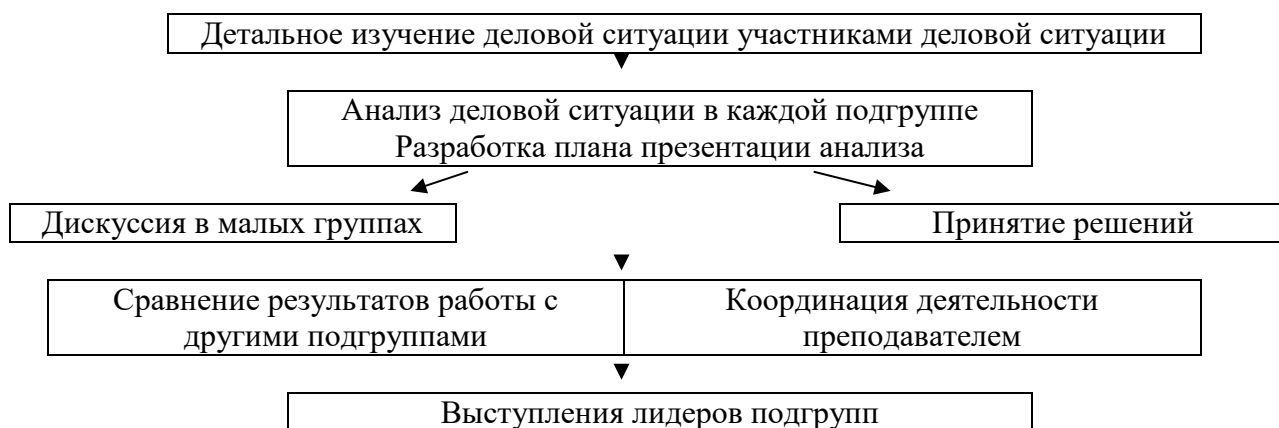 Детальное изучение деловой ситуации участниками деловой ситуации
Анализ деловой ситуации в каждой подгруппе
Разработка плана презентации анализа
Дискуссия в малых группах
Принятие решений
Сравнение результатов работы с
другими подгруппами
Координация деятельности
преподавателем
Выступления лидеров подгрупп